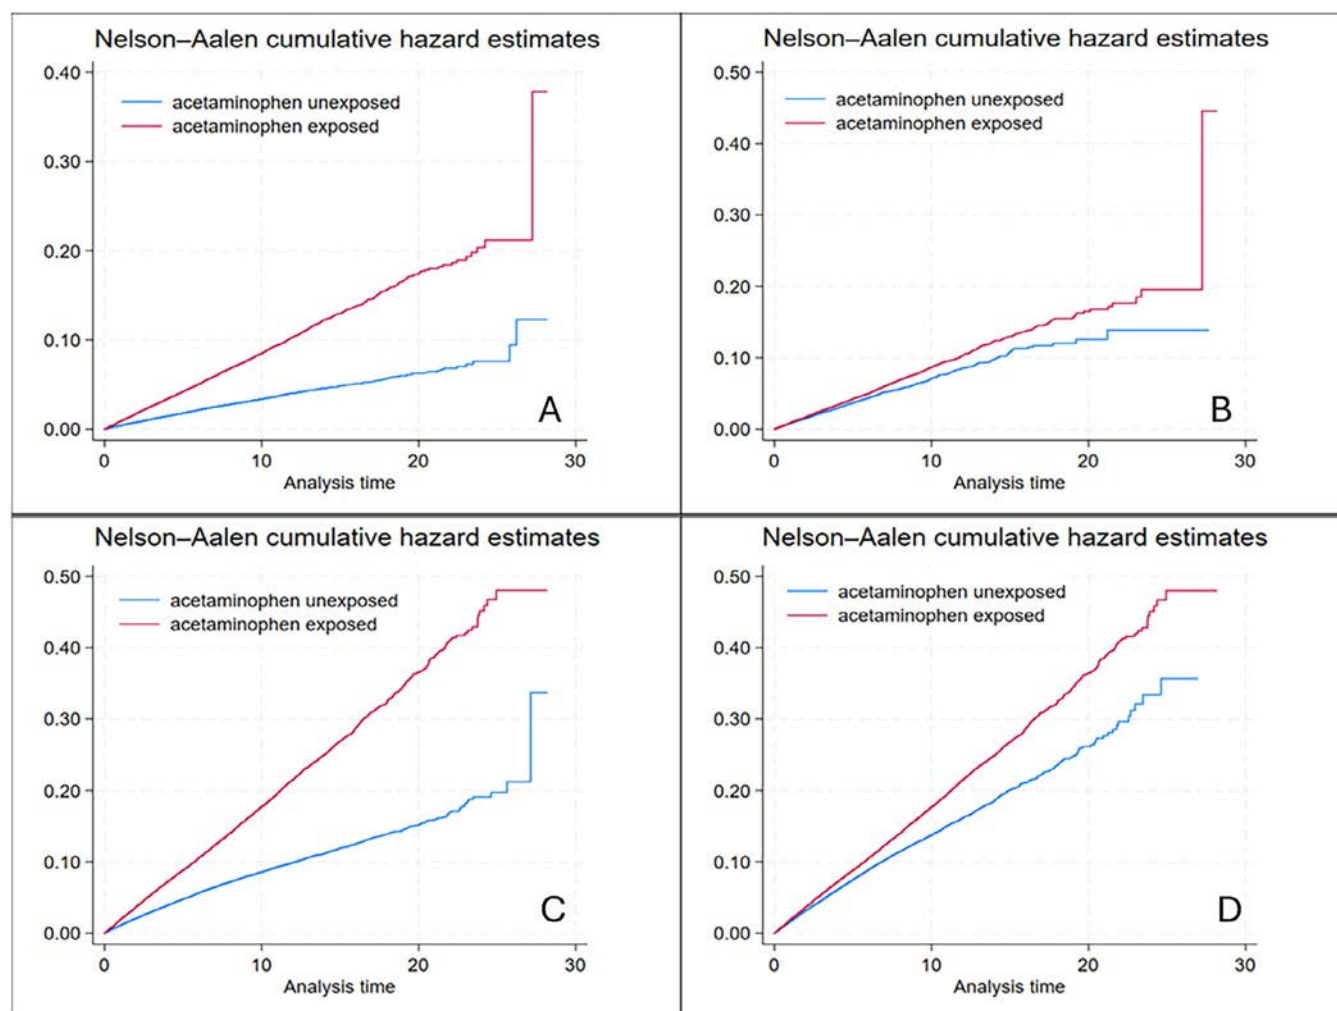 Nelson–Aalen cumulative hazard estimates
0.40
acetaminophen unexposed
acetaminophen exposed
0.30
0.20
0.10
0.00
A
0 10 20 30
Analysis time
Nelson–Aalen cumulative hazard estimates
0.50
acetaminophen unexposed
acetaminophen exposed
0.40
0.30
0.20
0.10
0.00
B
0 10 20 30
Analysis time
Nelson–Aalen cumulative hazard estimates
0.50
acetaminophen unexposed
acetaminophen exposed
0.40
0.30
0.20
0.10
0.00
C
0 10 20 30
Analysis time
Nelson–Aalen cumulative hazard estimates
0.50
acetaminophen unexposed
acetaminophen exposed
0.40
0.30
0.20
0.10
0.00
D
0 10 20 30
Analysis time